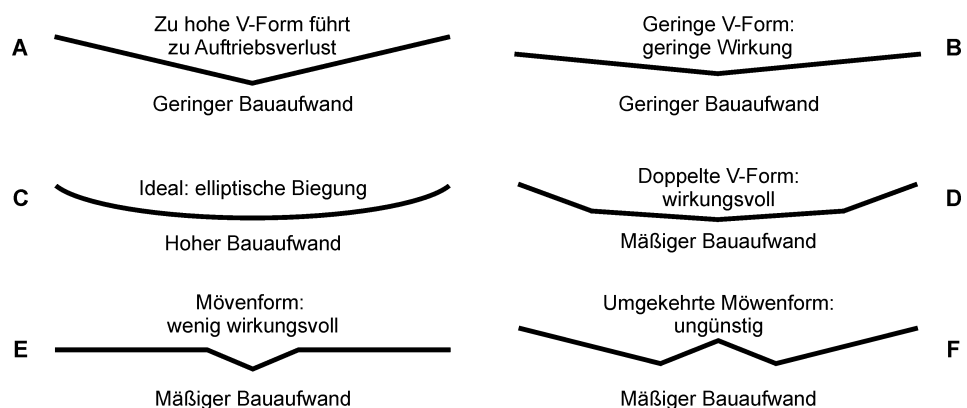 A
Zu hohe V-Form führt
zu Auftriebsverlust
Geringer Bauaufwand
Geringe V-Form:
geringe Wirkung
B
Geringer Bauaufwand
C
Ideal: elliptische Biegung
Hoher Bauaufwand
Doppelte V-Form:
wirkungsvoll
D
Mäßiger Bauaufwand
Mövenform:
wenig wirkungsvoll
E
Mäßiger Bauaufwand
Umgekehrte Möwenform:
ungünstig
F
Mäßiger Bauaufwand